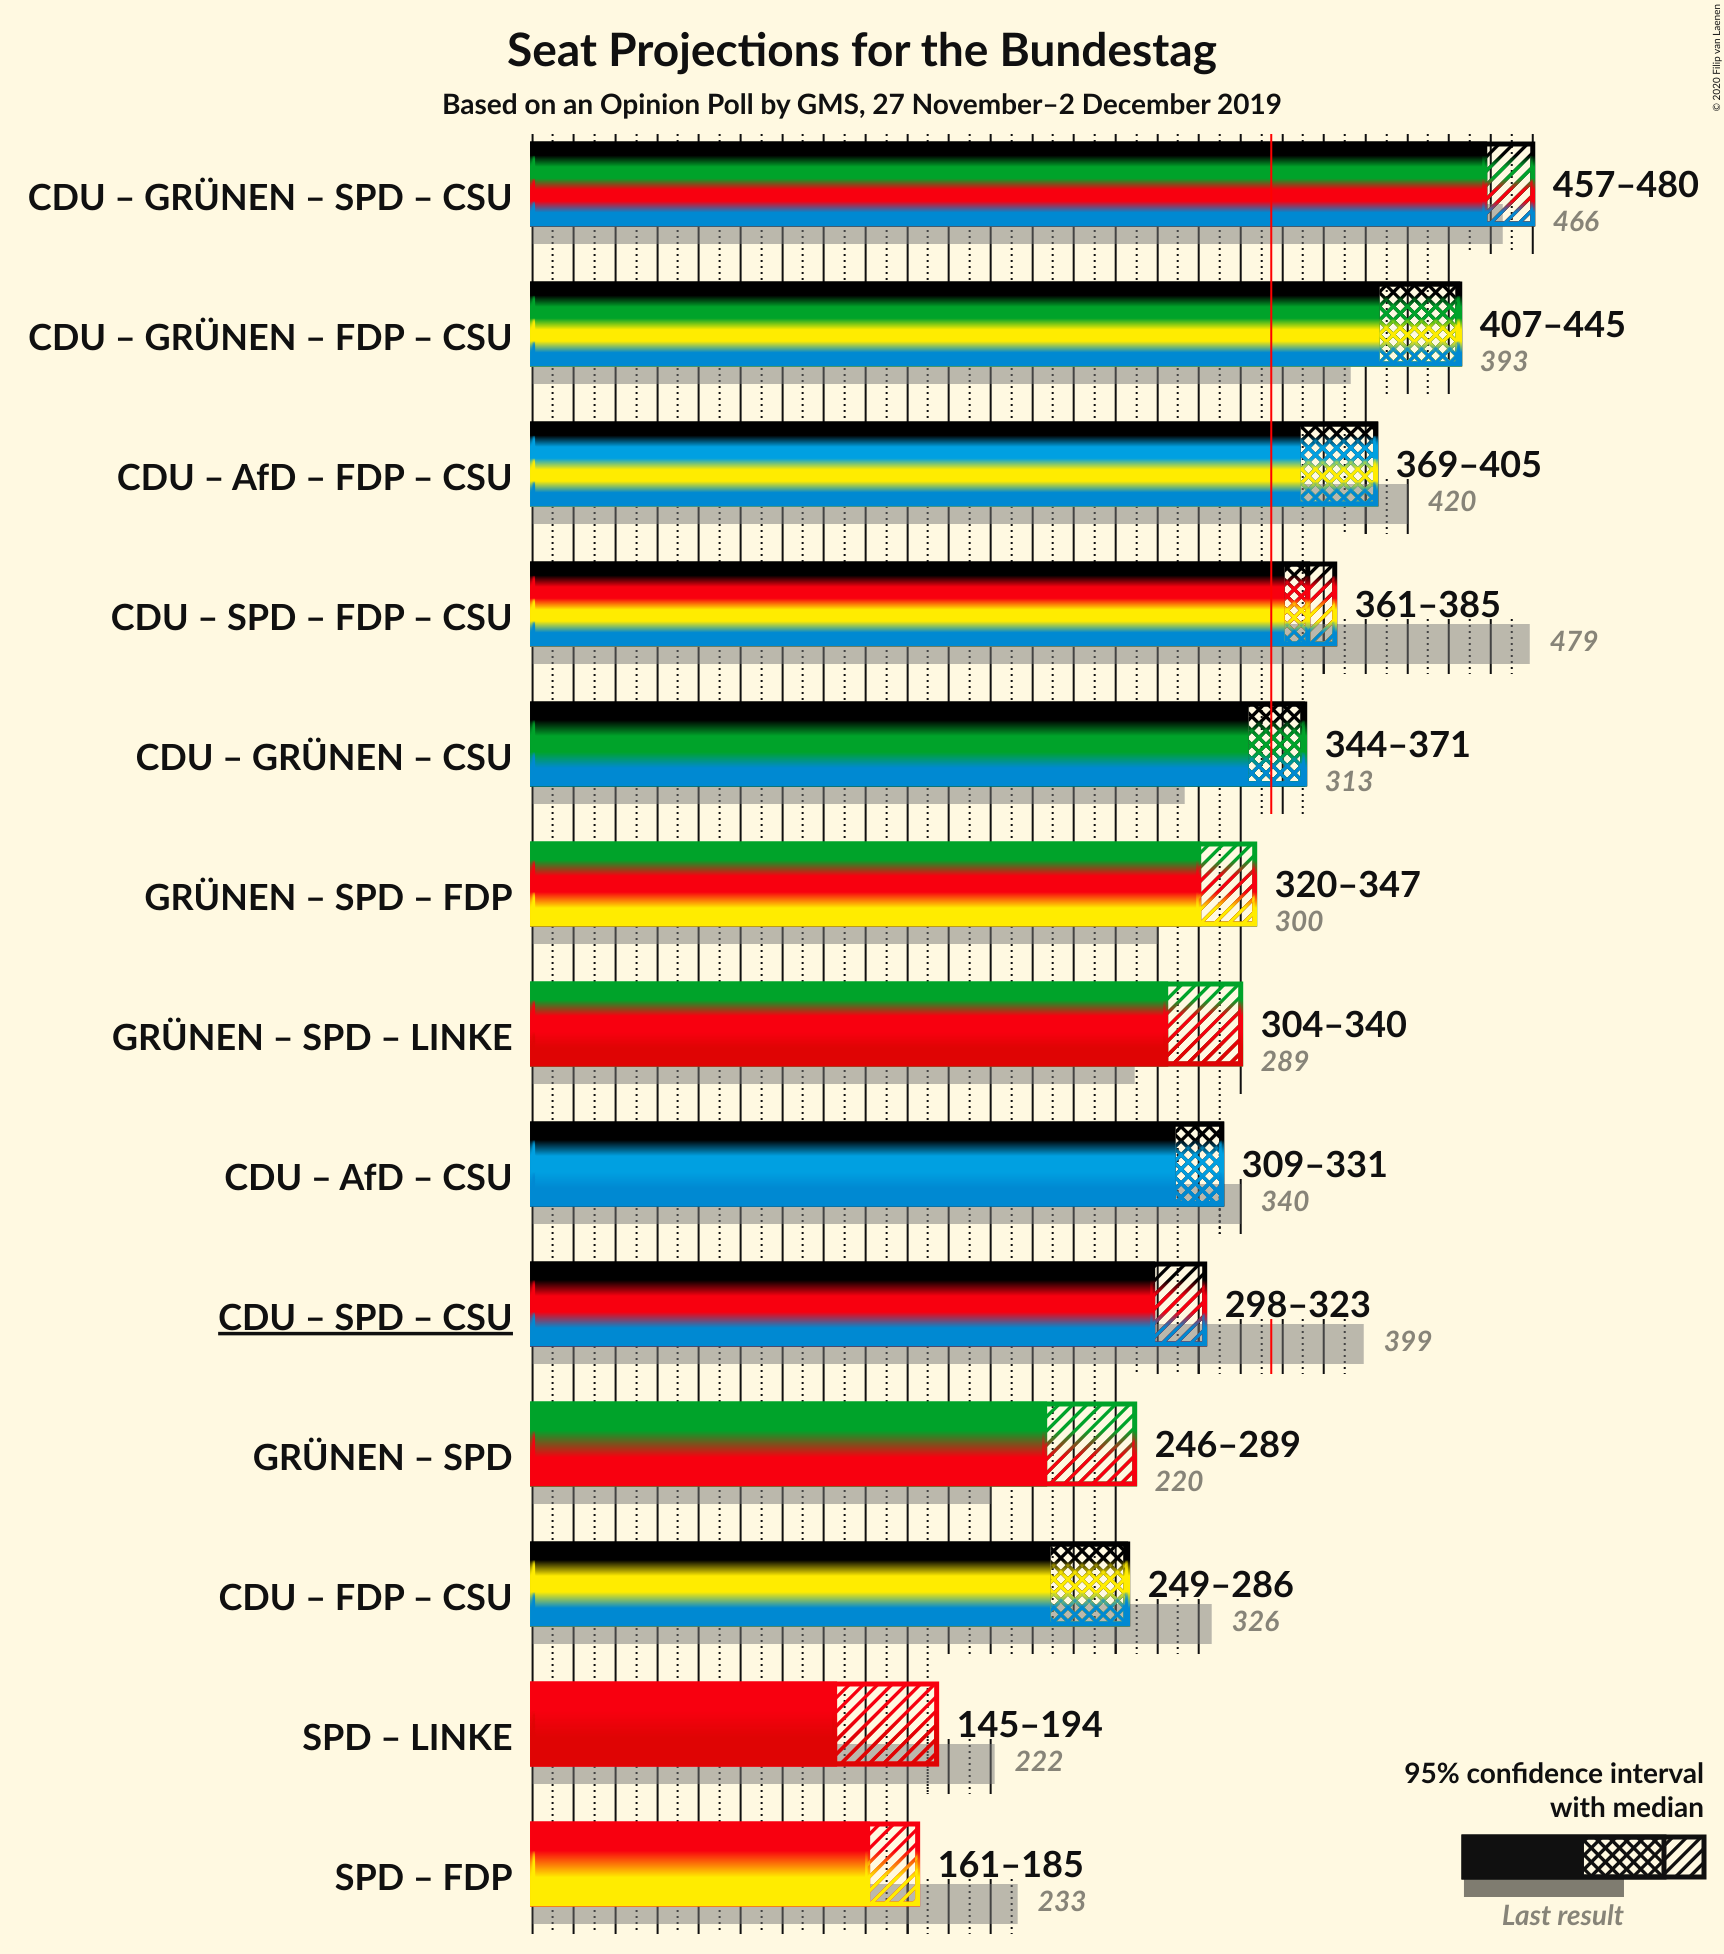 Seat Projections for the Bundestag
Based on an Opinion Poll by GMS, 27 November–2 December 2019
© 2020 Filip van Laenen
CDU – GRÜNEN – SPD – CSU
457–480
466
CDU – GRÜNEN – FDP – CSU
407–445
393
CDU – AfD – FDP – CSU
369–405
420
CDU – SPD – FDP – CSU
361–385
479
CDU – GRÜNEN – CSU
344–371
313
GRÜNEN – SPD – FDP
320–347
300
GRÜNEN – SPD – LINKE
304–340
289
CDU – AfD – CSU
309–331
340
CDU – SPD – CSU
298–323
399
GRÜNEN – SPD
246–289
220
CDU – FDP – CSU
249–286
326
SPD – LINKE
145–194
222
SPD – FDP
161–185
233
95% confidence interval
with median
Last result